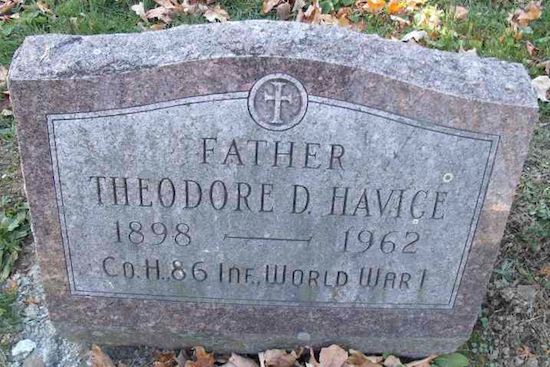 FATHER
THEODORE D. HAVICE
1898 — 1962
CO. H., 86 INF., WORLD WAR I